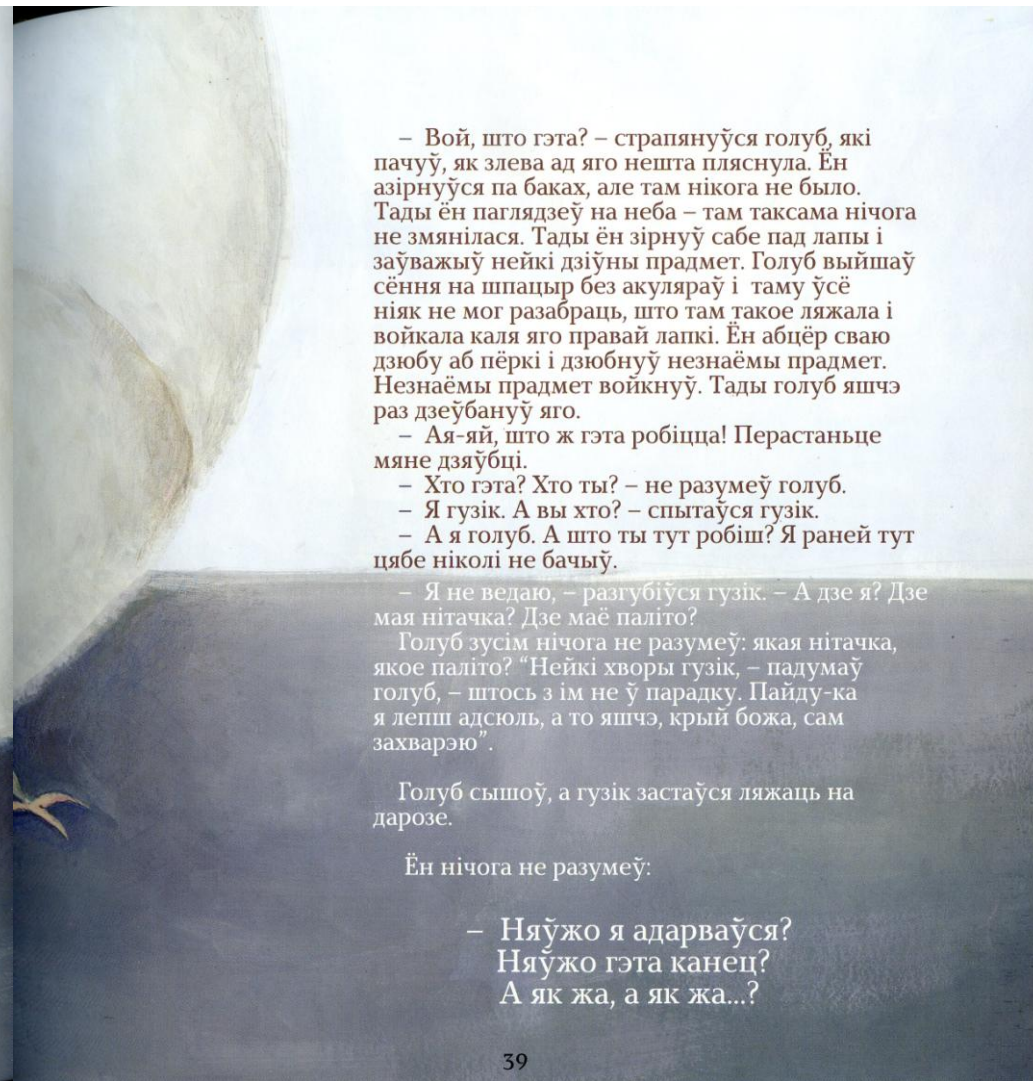 – Вой, што гэта? – страпянуўся голуб, які
пачуў, як злева ад яго нешта пляснула. Ён
азірнуўся па баках, але там нікога не было.
Тады ён паглядзеў на неба – там таксама нічога
не змянілася. Тады ён зірнуў сабе пад лапы і
заўважыў нейкі дзіўны прадмет. Голуб выйшаў
сёння на шпацыр без акуляраў і таму ўсё
ніяк не мог разабраць, што там такое ляжала і
войкала каля яго правай лапкі. Ён абцёр сваю
дзюбу аб пёркі і дзюбнуў незнаёмы прадмет.
Незнаёмы прадмет войкнуў. Тады голуб яшчэ
раз дзеўбануў яго.
– Ая-яй, што ж гэта робіцца! Перастаньце
мяне дзяўбці.
– Хто гэта? Хто ты? – не разумеў голуб.
– Я гузік. А вы хто? – спытаўся гузік.
– А я голуб. А што ты тут робіш? Я раней тут
цябе ніколі не бачыў.
– Я не ведаю, – разгубіўся гузік. – А дзе я? Дзе
мая нітачка? Дзе маё паліто?
Голуб зусім нічога не разумеў: якая нітачка,
якое паліто? “Нейкі хворы гузік, – падумаў
голуб, – штось з ім не ў парадку. Пайду-ка
я лепш адсюль, а то яшчэ, крый божа, сам
захварэю”.
Голуб сышоў, а гузік застаўся ляжаць на
дарозе.
Ён нічога не разумеў:
– Няўжо я адарваўся?
Няўжо гэта канец?
А як жа, а як жа...?
39